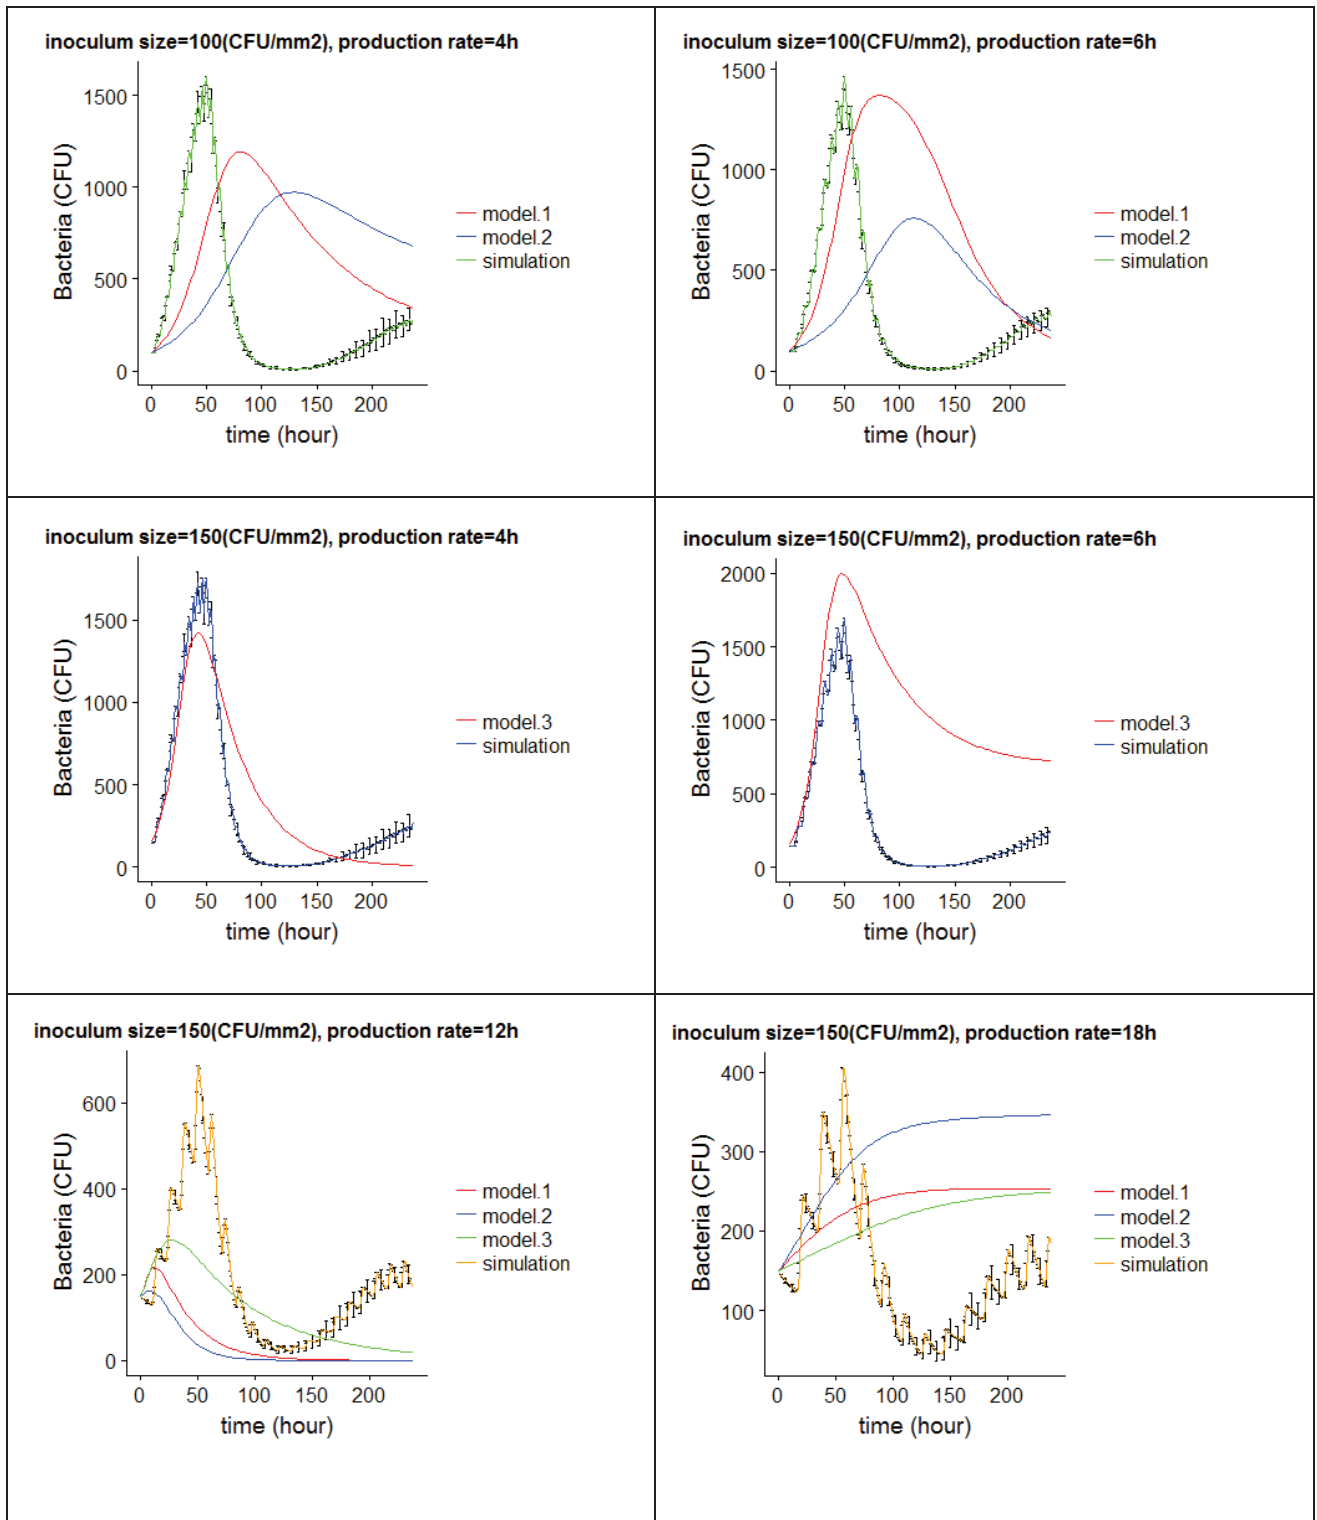 inoculum size=100(CFU/mm2), production rate=4h
1500
1000
500
0
Bacteria (CFU)
0 50 100 150 200
time (hour)
model.1
model.2
simulation
inoculum size=100(CFU/mm2), production rate=6h
1500
1000
500
0
Bacteria (CFU)
0 50 100 150 200
time (hour)
model.1
model.2
simulation
inoculum size=150(CFU/mm2), production rate=4h
1500
1000
500
0
Bacteria (CFU)
0 50 100 150 200
time (hour)
model.3
simulation
inoculum size=150(CFU/mm2), production rate=6h
2000
1500
1000
500
0
Bacteria (CFU)
0 50 100 150 200
time (hour)
model.3
simulation
inoculum size=150(CFU/mm2), production rate=12h
600
400
200
0
Bacteria (CFU)
0 50 100 150 200
time (hour)
model.1
model.2
model.3
simulation
inoculum size=150(CFU/mm2), production rate=18h
400
300
200
100
Bacteria (CFU)
0 50 100 150 200
time (hour)
model.1
model.2
model.3
simulation